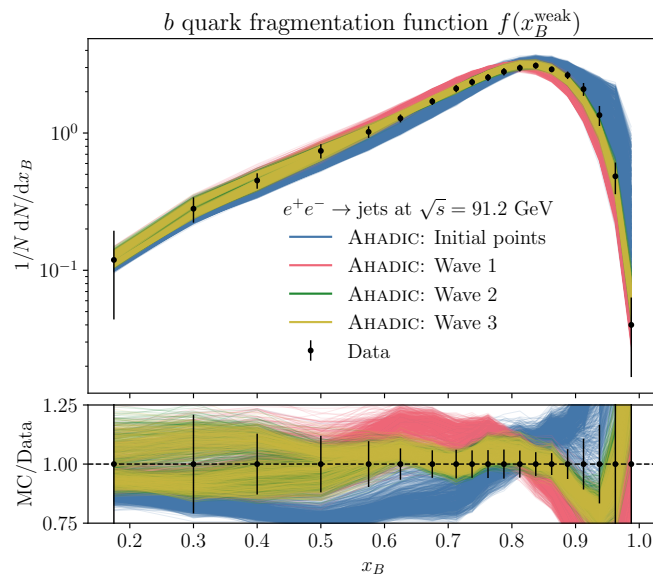 b quark fragmentation function f(x_B^weak)
10^0
10^−1
1/N dN/dx_B
e^+e^− → jets at √s = 91.2 GeV
AHADIC: Initial points
AHADIC: Wave 1
AHADIC: Wave 2
AHADIC: Wave 3
Data
1.25
1.00
0.75
MC/Data
0.2 0.3 0.4 0.5 0.6 0.7 0.8 0.9 1.0
x_B